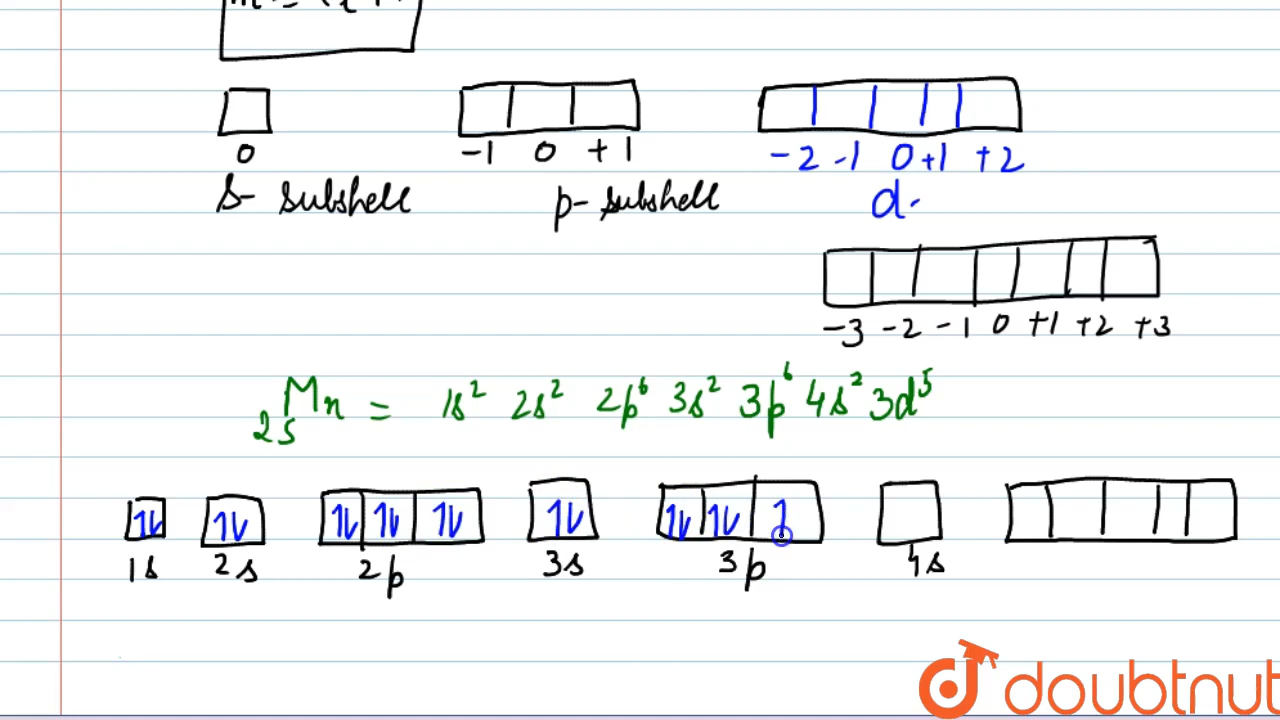 0 -1 0 +1 -2 -1 0 +1 +2
s- subshell p- subshell d-
-3 -2 -1 0 +1 +2 +3
25Mn = 1s² 2s² 2p⁶ 3s² 3p⁶ 4s² 3d⁵
1s 2s 2p 3s 3p 4s
doubtnut